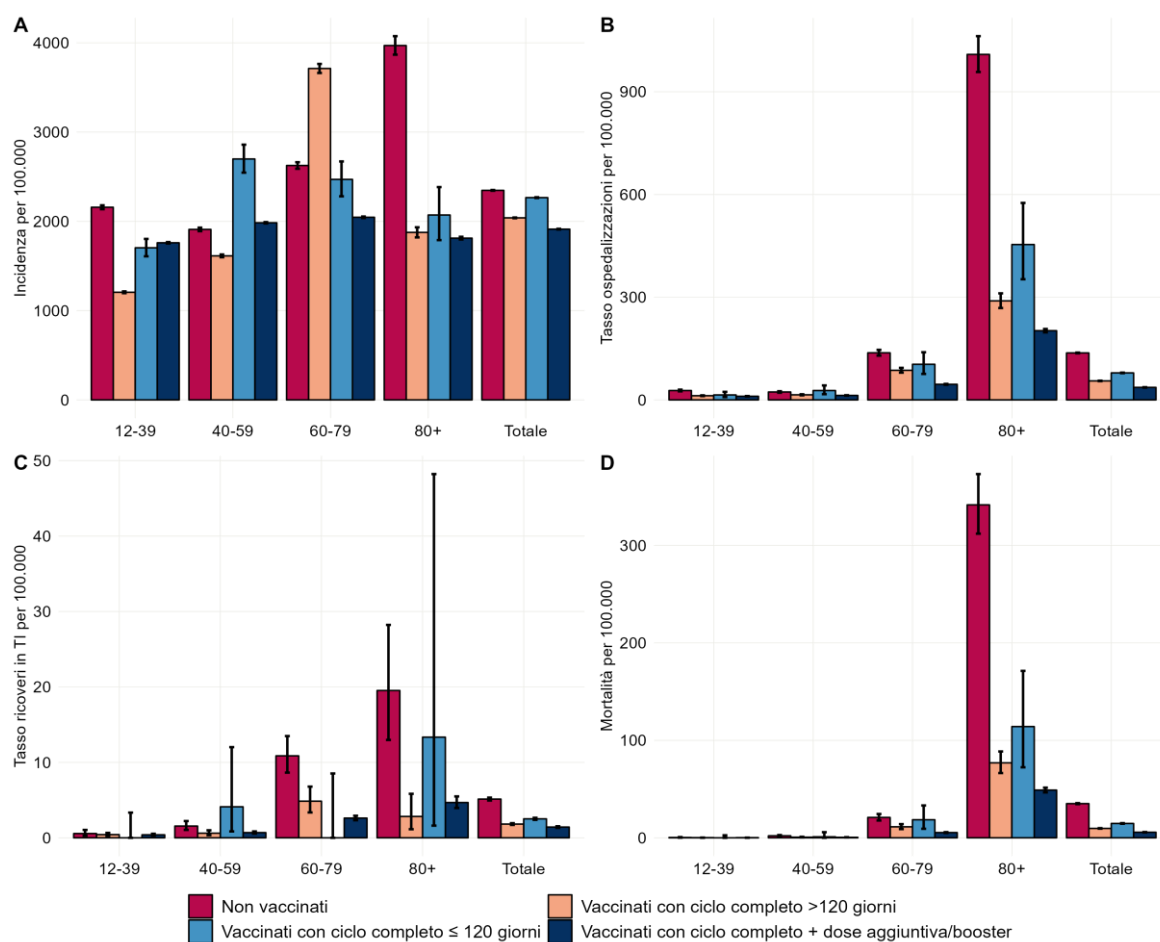 A
Incidenza per 100.000
4000
3000
2000
1000
0
12-39 40-59 60-79 80+ Totale
B
Tasso ospedalizzazioni per 100.000
900
600
300
0
12-39 40-59 60-79 80+ Totale
C
Tasso ricoveri in TI per 100.000
50
40
30
20
10
0
12-39 40-59 60-79 80+ Totale
D
Mortalità per 100.000
300
200
100
0
12-39 40-59 60-79 80+ Totale
Non vaccinati
Vaccinati con ciclo completo >120 giorni
Vaccinati con ciclo completo ≤ 120 giorni
Vaccinati con ciclo completo + dose aggiuntiva/booster